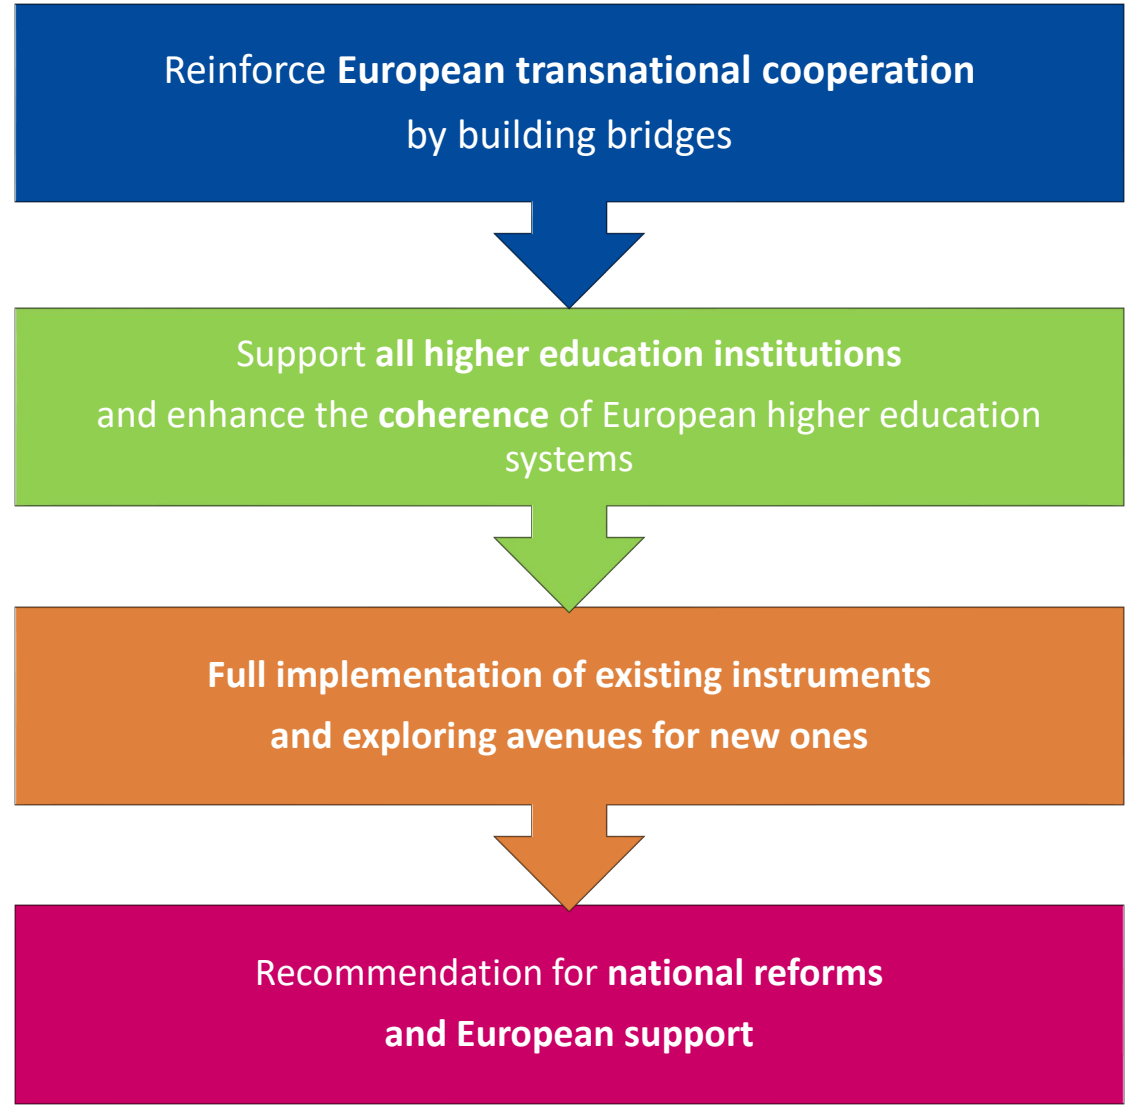 Reinforce European transnational cooperation
by building bridges
Support all higher education institutions
and enhance the coherence of European higher education
systems
Full implementation of existing instruments
and exploring avenues for new ones
Recommendation for national reforms
and European support